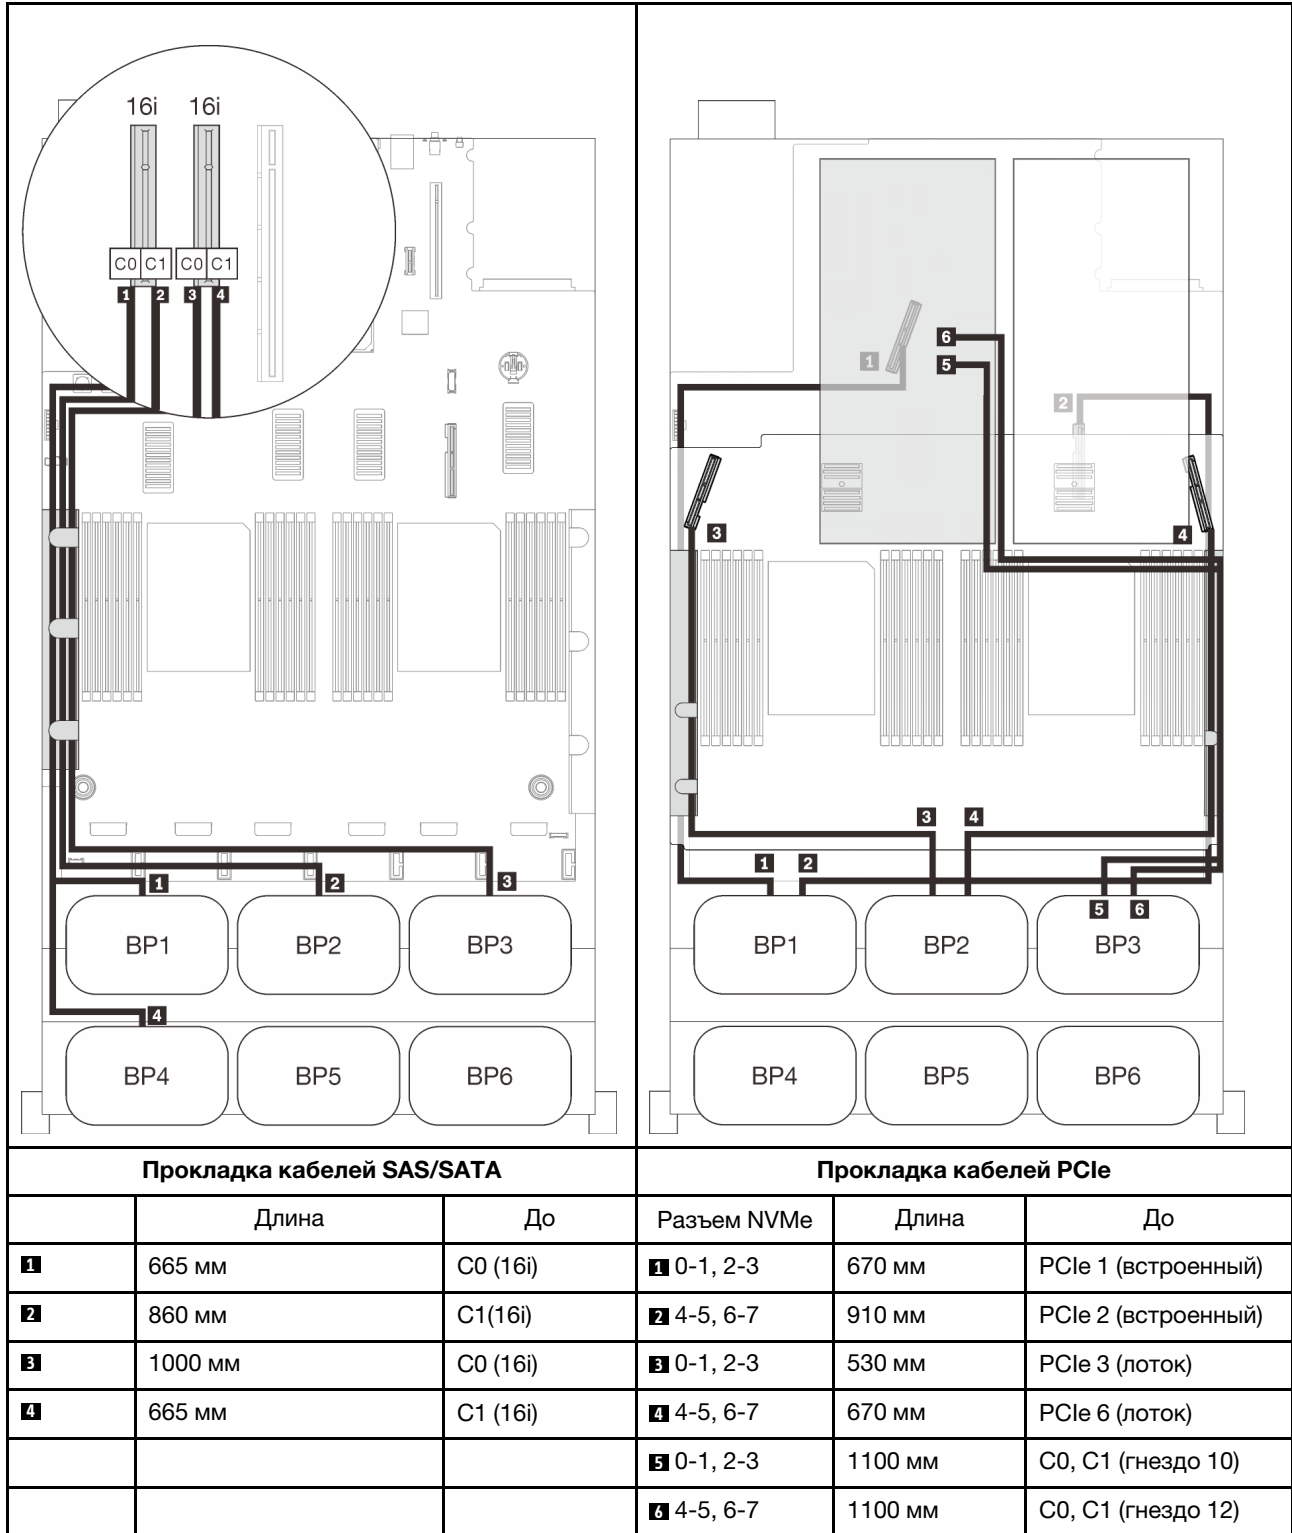 16i 16i
C0 C1 C0 C1
1 2 3 4
1 2 3
BP1 BP2 BP3
4
BP4 BP5 BP6
6
1 5
2
3 4
3 4
1 2
5 6
BP1 BP2 BP3
BP4 BP5 BP6
Прокладка кабелей SAS/SATA Прокладка кабелей PCIe
Длина До Разъем NVMe Длина До
1 665 мм C0 (16i) 1 0-1, 2-3 670 мм PCIe 1 (встроенный)
2 860 мм C1(16i) 2 4-5, 6-7 910 мм PCIe 2 (встроенный)
3 1000 мм C0 (16i) 3 0-1, 2-3 530 мм PCIe 3 (лоток)
4 665 мм C1 (16i) 4 4-5, 6-7 670 мм PCIe 6 (лоток)
5 0-1, 2-3 1100 мм C0, C1 (гнездо 10)
6 4-5, 6-7 1100 мм C0, C1 (гнездо 12)